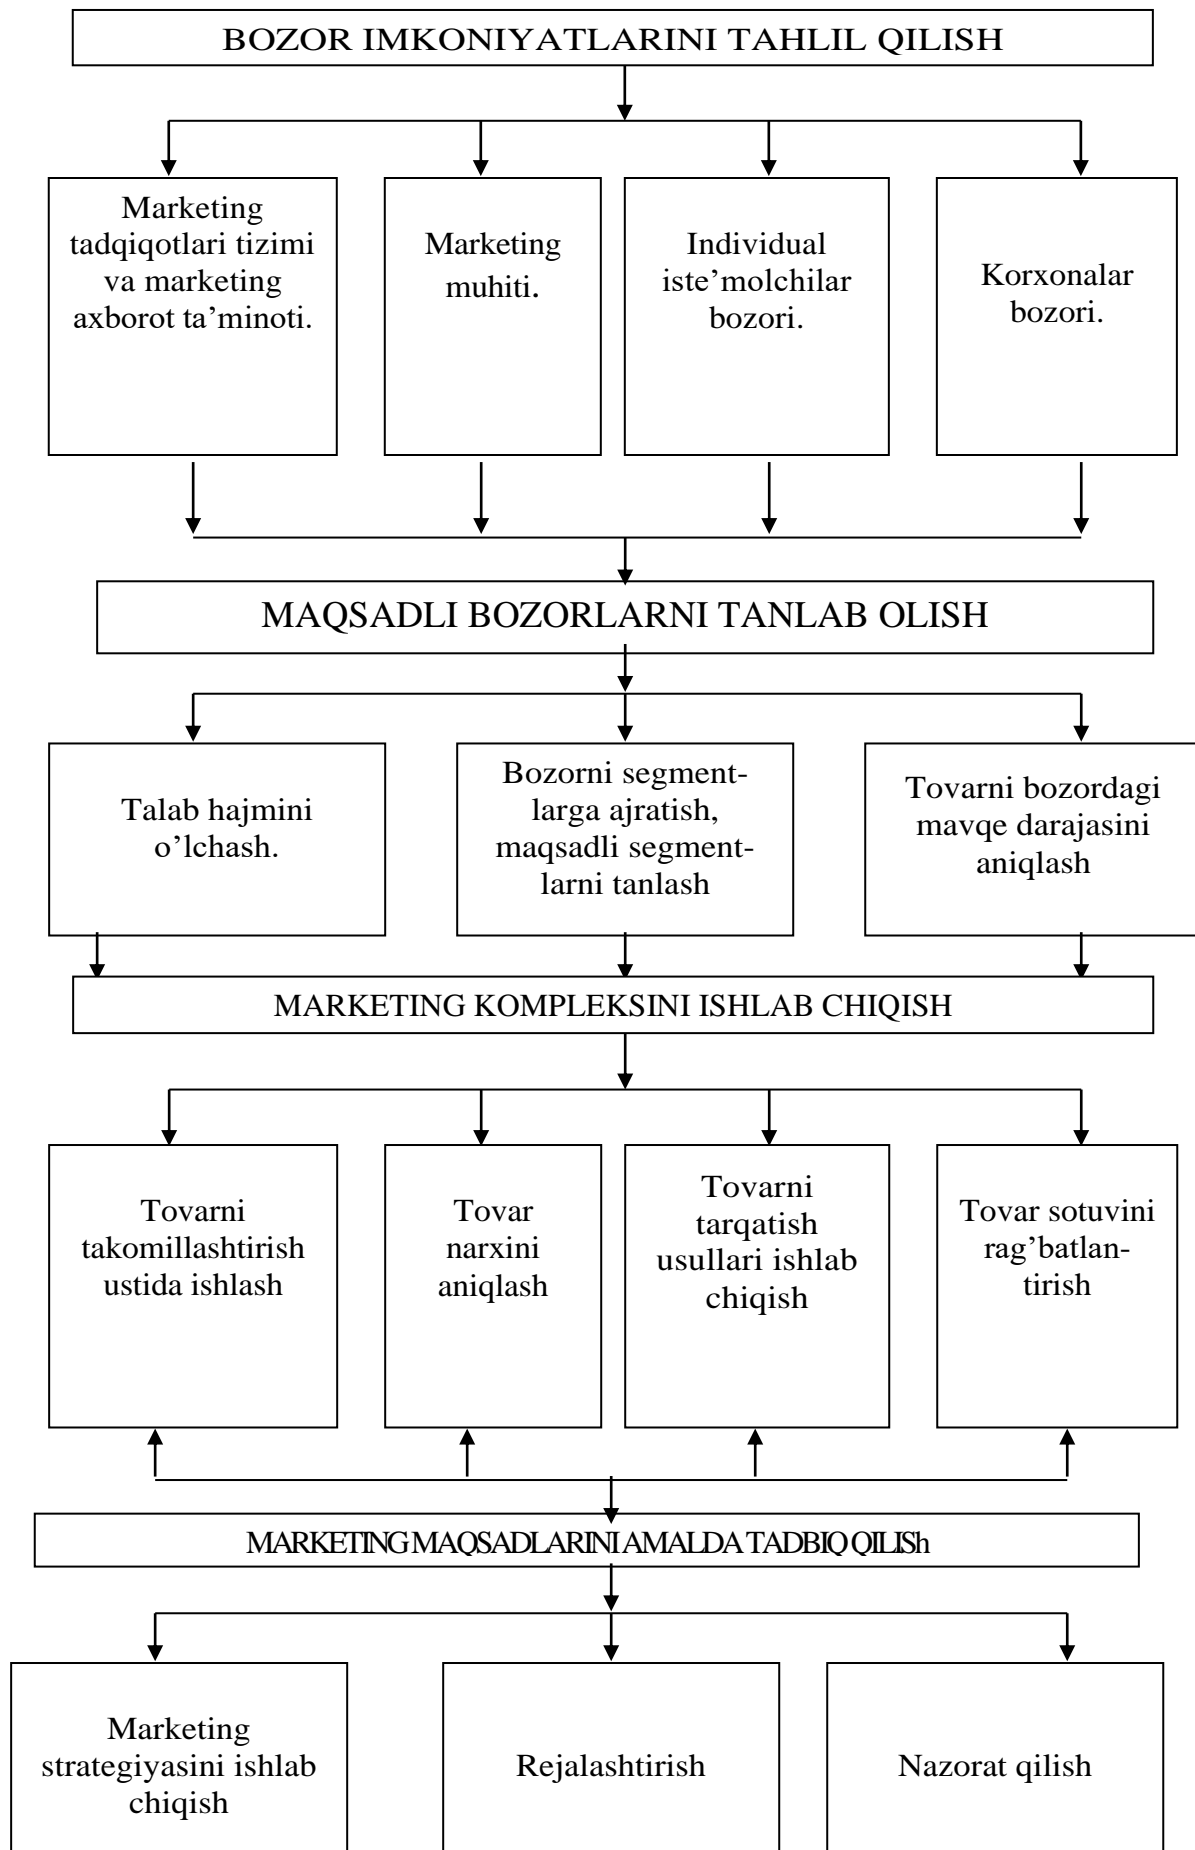 BOZOR IMKONIYATLARINI TAHLIL QILISH
Marketing
tadqiqotlari tizimi
va marketing
axborot ta’minoti.
Marketing
muhiti.
Individual
iste’molchilar
bozori.
Korxonalar
bozori.
MAQSADLI BOZORLARNI TANLAB OLISH
Talab hajmini
o’lchash.
Bozorni segment-
larga ajratish,
maqsadli segment-
larni tanlash
Tovarni bozordagi
mavqe darajasini
aniqlash
MARKETING KOMPLEKSINI ISHLAB CHIQISH
Tovarni
takomillashtirish
ustida ishlash
Tovar
narxini
aniqlash
Tovarni
tarqatish
usullari ishlab
chiqish
Tovar sotuvini
rag’batlan-
tirish
MARKETING MAQSADLARINI AMALDA TADBIQ QILISh
Marketing
strategiyasini ishlab
chiqish
Rejalashtirish
Nazorat qilish